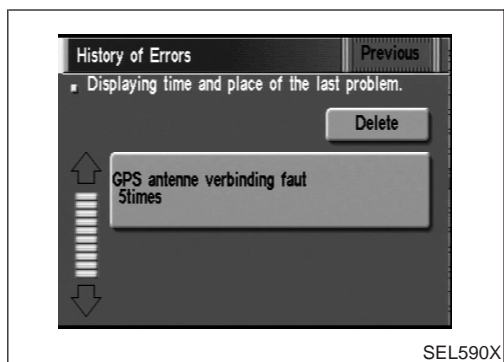 History of Errors
Previous
Displaying time and place of the last problem.
Delete
GPS antenne verbinding faut
5times
SEL590X